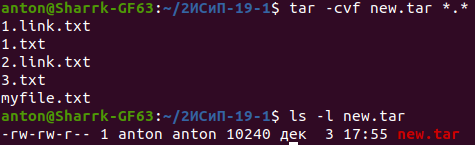 anton@Sharrk-GF63:~/2ИСиП-19-1$ tar -cvf new.tar *.*
1.link.txt
1.txt
2.link.txt
3.txt
myfile.txt
anton@Sharrk-GF63:~/2ИСиП-19-1$ ls -l new.tar
-rw-rw-r-- 1 anton anton 10240 дек  3 17:55 new.tar